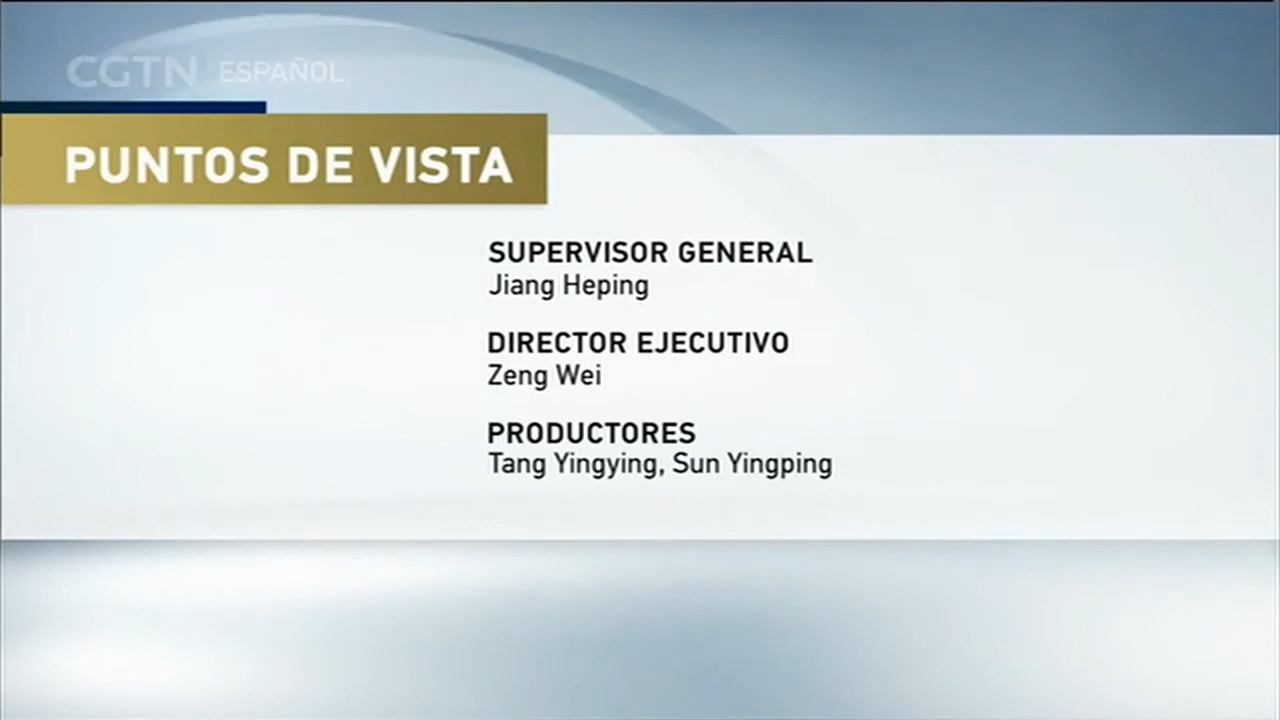 CGTN ESPAÑOL
PUNTOS DE VISTA
SUPERVISOR GENERAL
Jiang Heping
DIRECTOR EJECUTIVO
Zeng Wei
PRODUCTORES
Tang Yingying, Sun Yingping